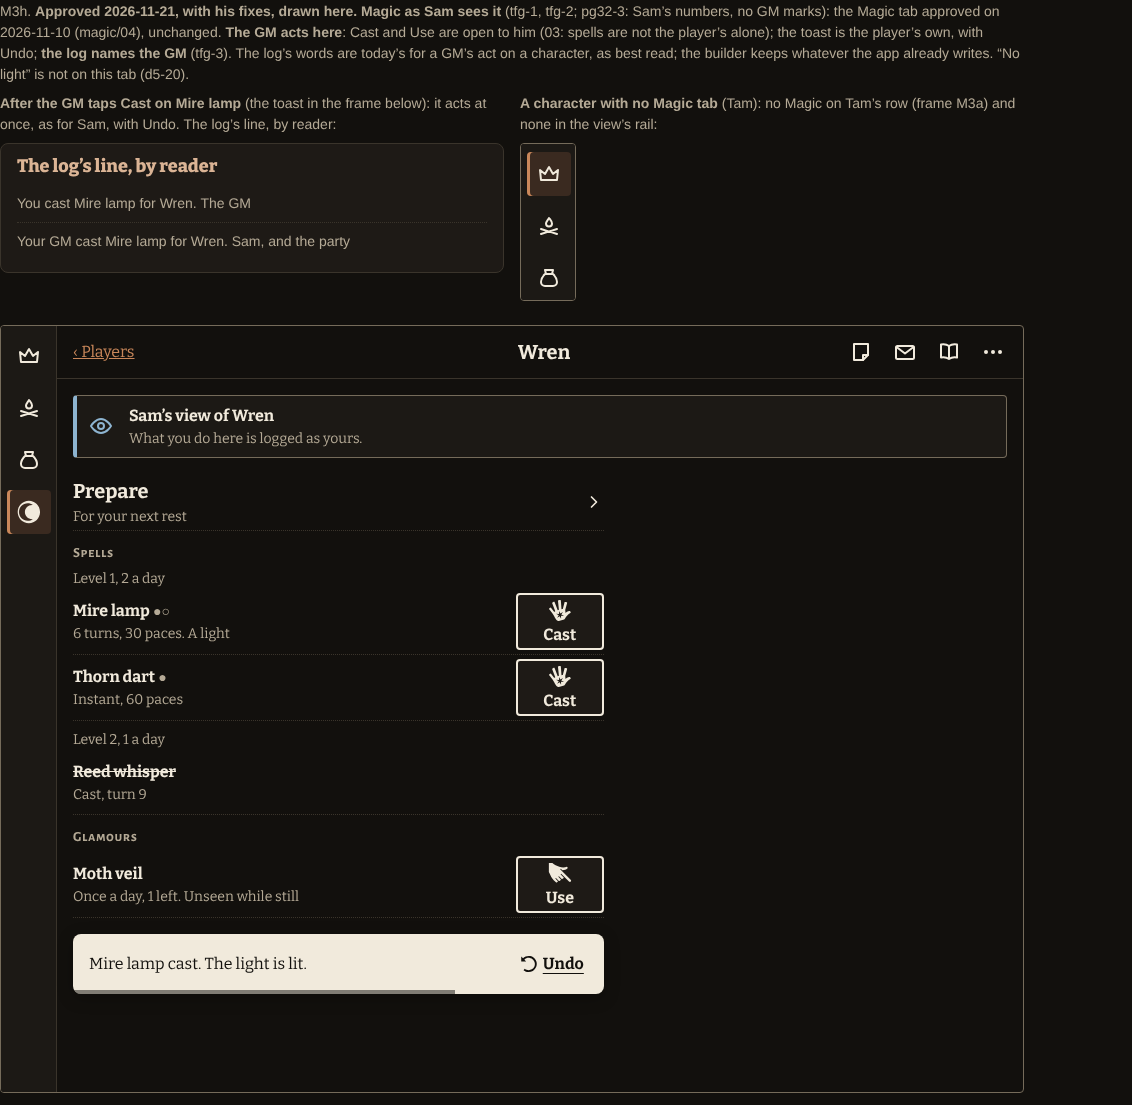 M3h. Approved 2026-11-21, with his fixes, drawn here. Magic as Sam sees it (tfg-1, tfg-2; pg32-3: Sam’s numbers, no GM marks): the Magic tab approved on
2026-11-10 (magic/04), unchanged. The GM acts here: Cast and Use are open to him (03: spells are not the player’s alone); the toast is the player’s own, with
Undo; the log names the GM (tfg-3). The log’s words are today’s for a GM’s act on a character, as best read; the builder keeps whatever the app already writes. “No
light” is not on this tab (d5-20).
After the GM taps Cast on Mire lamp (the toast in the frame below): it acts at
once, as for Sam, with Undo. The log’s line, by reader:
The log’s line, by reader
You cast Mire lamp for Wren. The GM
Your GM cast Mire lamp for Wren. Sam, and the party
A character with no Magic tab (Tam): no Magic on Tam’s row (frame M3a) and
none in the view’s rail:
‹ Players
Wren
Sam’s view of Wren
What you do here is logged as yours.
Prepare
For your next rest
Spells
Level 1, 2 a day
Mire lamp ●○
6 turns, 30 paces. A light
Cast
Thorn dart ●
Instant, 60 paces
Cast
Level 2, 1 a day
Reed whisper
Cast, turn 9
Glamours
Moth veil
Once a day, 1 left. Unseen while still
Use
Mire lamp cast. The light is lit.
Undo